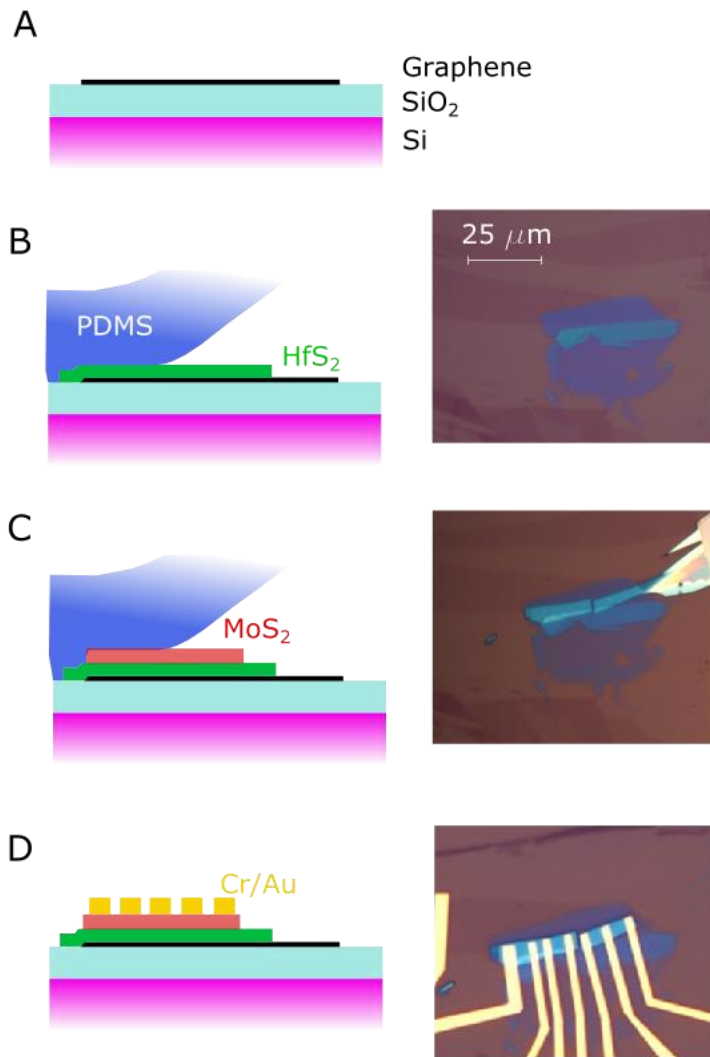 A
Graphene
SiO₂
Si
B
25 μm
PDMS
HfS₂
C
MoS₂
D
Cr/Au